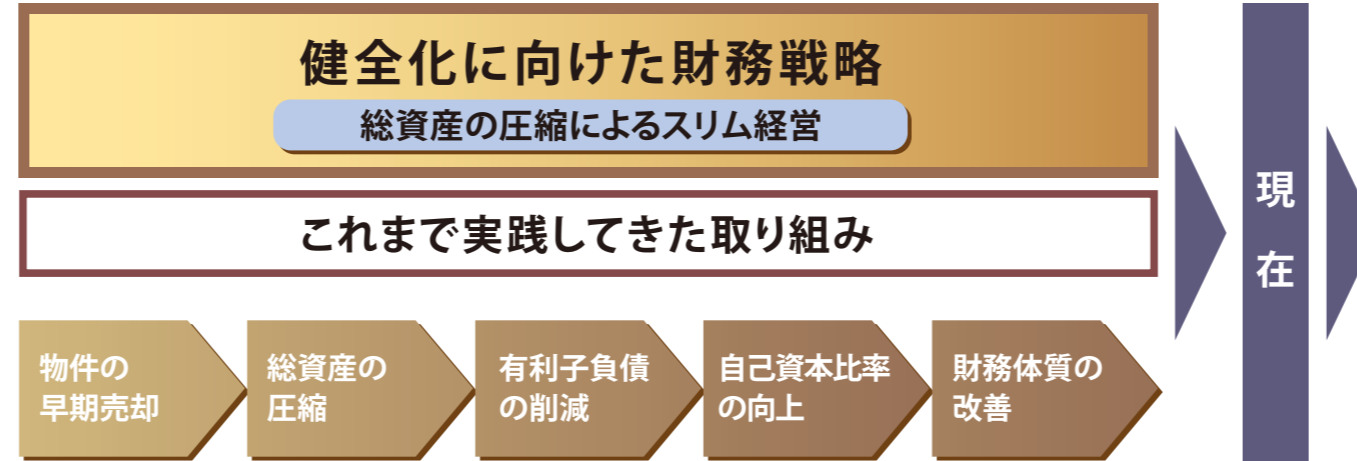 健全化に向けた財務戦略
総資産の圧縮によるスリム経営
これまで実践してきた取り組み
物件の
早期売却
総資産の
圧縮
有利子負債
の削減
自己資本比率
の向上
財務体質の
改善
現
在